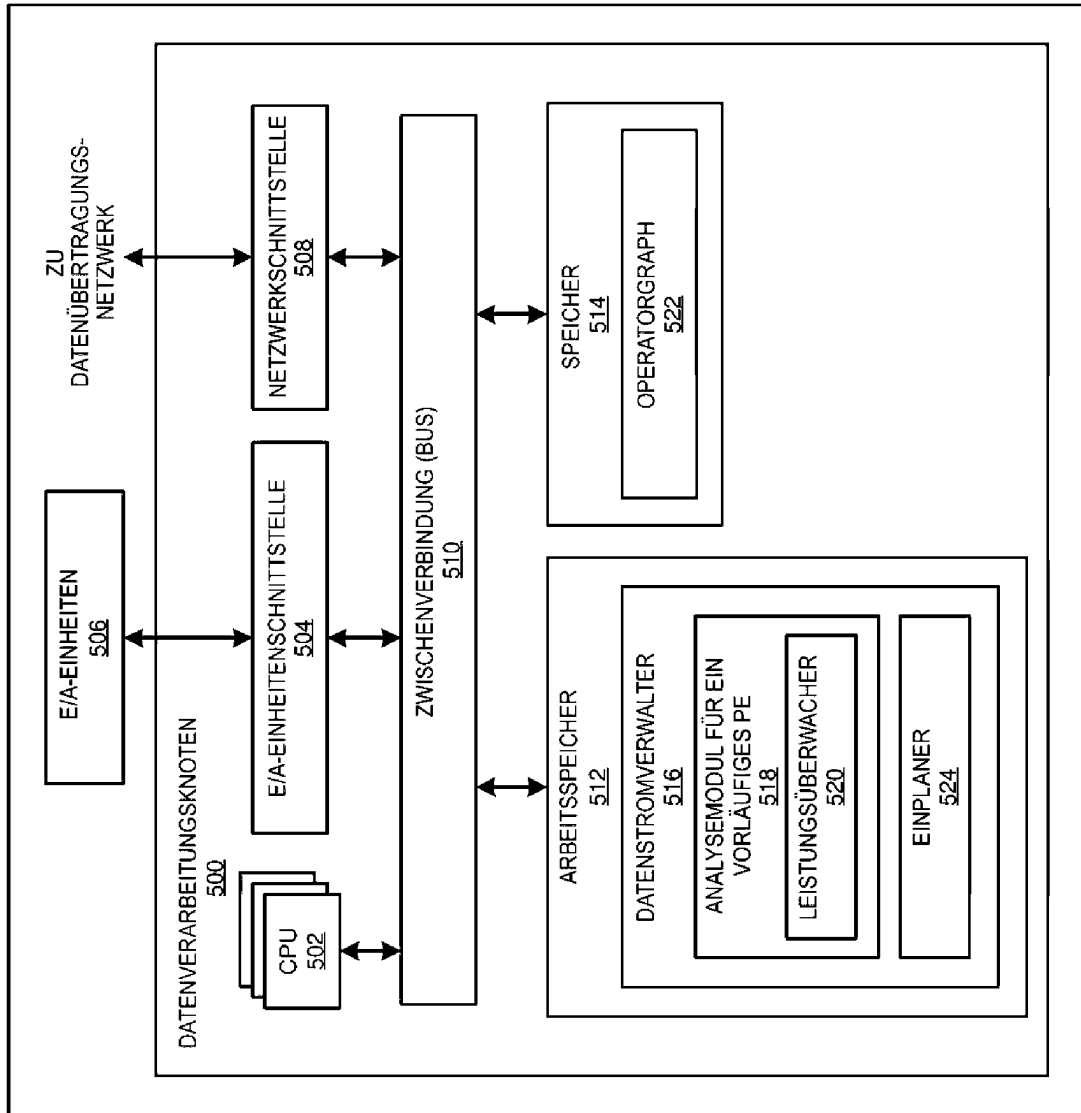 E/A-EINHEITEN
506
ZU
DATENÜBERTRAGUNGS-
NETZWERK
DATENVERARBEITUNGSKNOTEN
500
CPU
502
E/A-EINHEITENSCHNITTSTELLE
504
NETZWERKSCHNITTSTELLE
508
ZWISCHENVERBINDUNG (BUS)
510
ARBEITSSPEICHER
512
DATENSTROMVERWALTER
516
ANALYSEMODUL FÜR EIN
VORLÄUFIGES PE
518
LEISTUNGSÜBERWACHER
520
EINPLANER
524
SPEICHER
514
OPERATORGRAPH
522